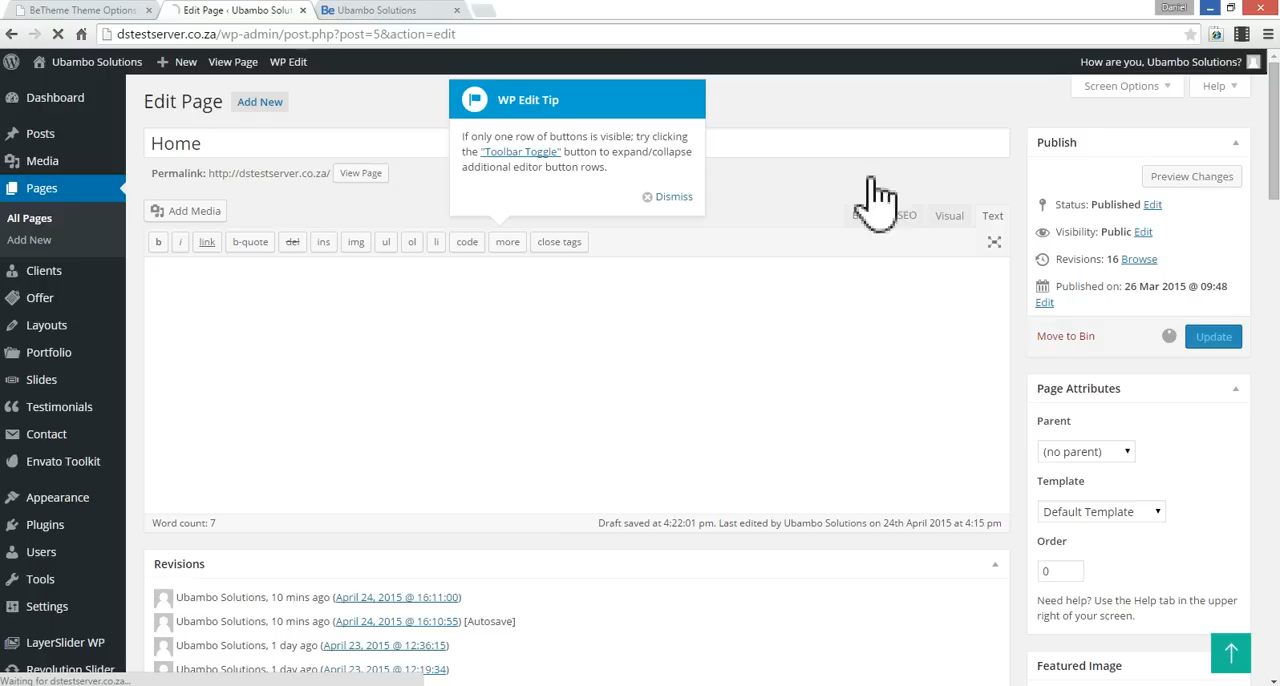 BeTheme Theme Options
Edit Page ‹ Ubambo Solut
Be Ubambo Solutions
Daniel
dstestserver.co.za/wp-admin/post.php?post=5&action=edit
Ubambo Solutions
New
View Page
WP Edit
How are you, Ubambo Solutions?
Screen Options
Help
Edit Page
Add New
Home
Permalink: http://dstestserver.co.za/
View Page
Add Media
WP Edit Tip
If only one row of buttons is visible; try clicking
the "Toolbar Toggle" button to expand/collapse
additional editor button rows.
Dismiss
SEO
Visual
Text
b
i
link
b-quote
del
ins
img
ul
ol
li
code
more
close tags
Word count: 7
Draft saved at 4:22:01 pm. Last edited by Ubambo Solutions on 24th April 2015 at 4:15 pm
Revisions
Ubambo Solutions, 10 mins ago (April 24, 2015 @ 16:11:00)
Ubambo Solutions, 10 mins ago (April 24, 2015 @ 16:10:55) [Autosave]
Ubambo Solutions, 1 day ago (April 23, 2015 @ 12:36:15)
Ubambo Solutions, 1 day ago (April 23, 2015 @ 12:19:34)
Dashboard
Posts
Media
Pages
All Pages
Add New
Clients
Offer
Layouts
Portfolio
Slides
Testimonials
Contact
Envato Toolkit
Appearance
Plugins
Users
Tools
Settings
LayerSlider WP
Revolution Slider
Waiting for dstestserver.co.za...
Publish
Preview Changes
Status: Published Edit
Visibility: Public Edit
Revisions: 16 Browse
Published on: 26 Mar 2015 @ 09:48
Edit
Move to Bin
Update
Page Attributes
Parent
(no parent)
Template
Default Template
Order
0
Need help? Use the Help tab in the upper
right of your screen.
Featured Image